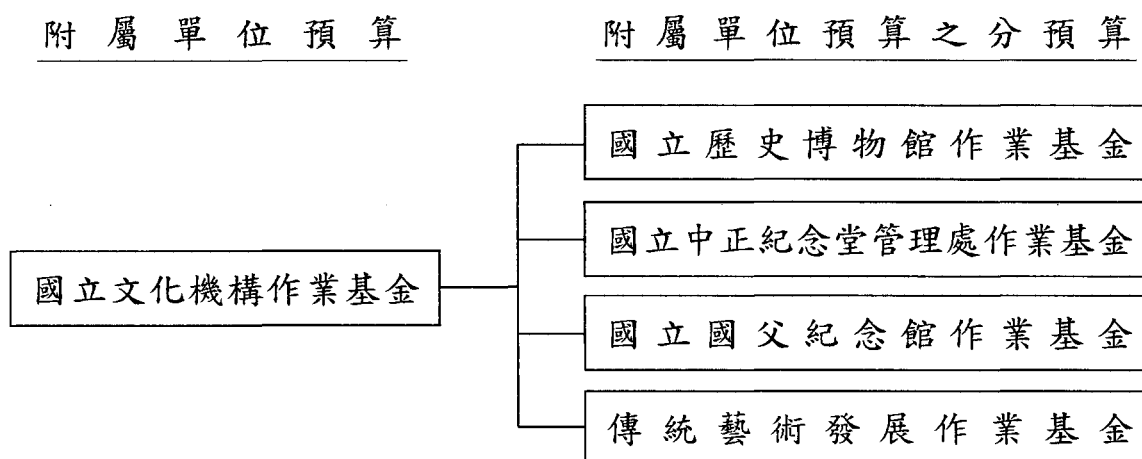 附屬單位預算
附屬單位預算之分預算
國立文化機構作業基金
國立歷史博物館作業基金
國立中正紀念堂管理處作業基金
國立國父紀念館作業基金
傳統藝術發展作業基金